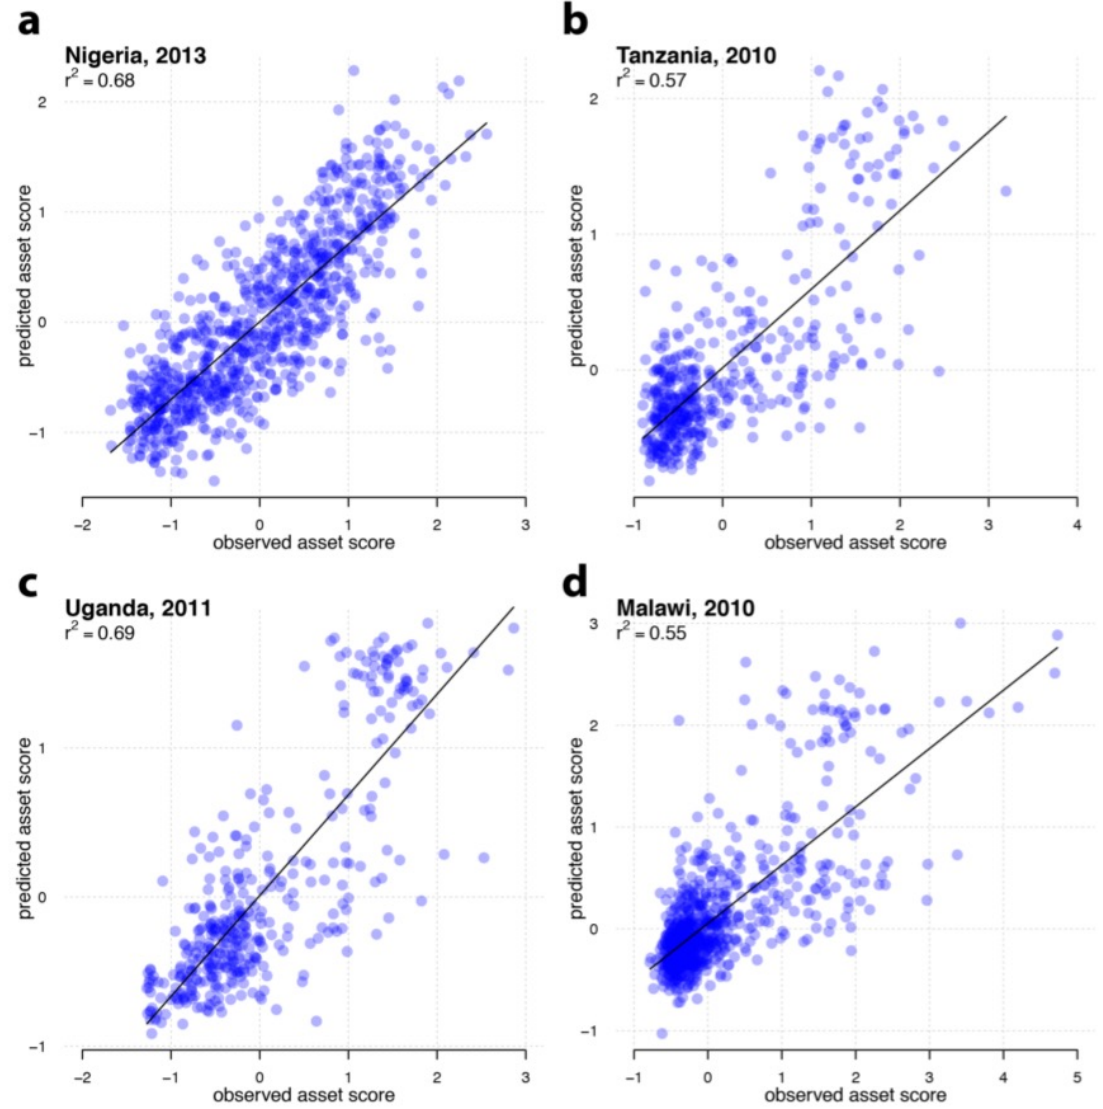 a
Nigeria, 2013
r² = 0.68
predicted asset score
2
1
0
−1
−2 −1 0 1 2 3
observed asset score
b
Tanzania, 2010
r² = 0.57
predicted asset score
2
1
0
−1 0 1 2 3 4
observed asset score
c
Uganda, 2011
r² = 0.69
predicted asset score
1
0
−1
−2 −1 0 1 2 3
observed asset score
d
Malawi, 2010
r² = 0.55
predicted asset score
3
2
1
0
−1
−1 0 1 2 3 4 5
observed asset score